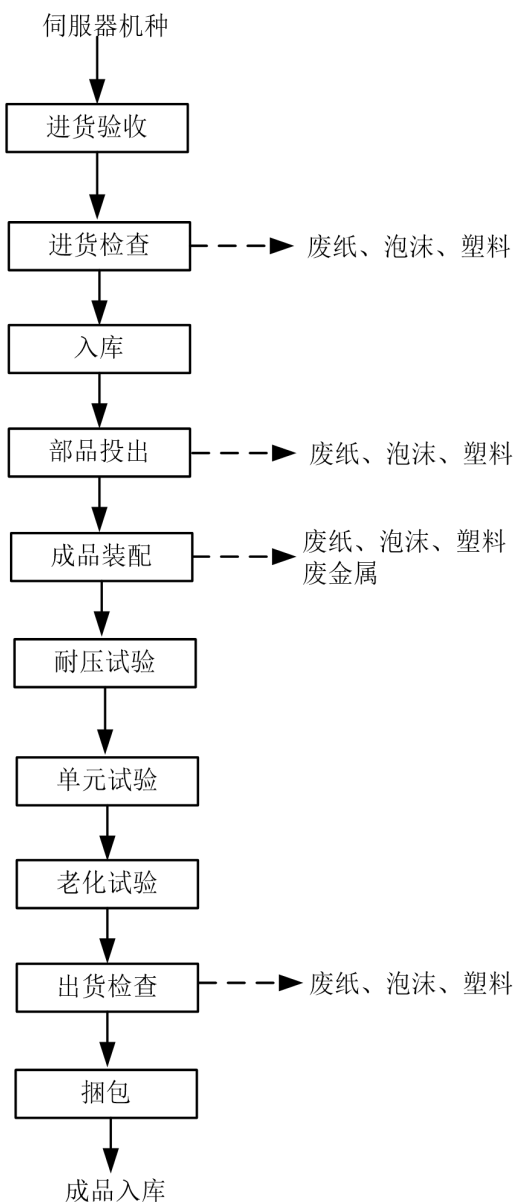 伺服器机种
进货验收
进货检查
废纸、泡沫、塑料
入库
部品投出
废纸、泡沫、塑料
成品装配
废纸、泡沫、塑料
废金属
耐压试验
单元试验
老化试验
出货检查
废纸、泡沫、塑料
捆包
成品入库